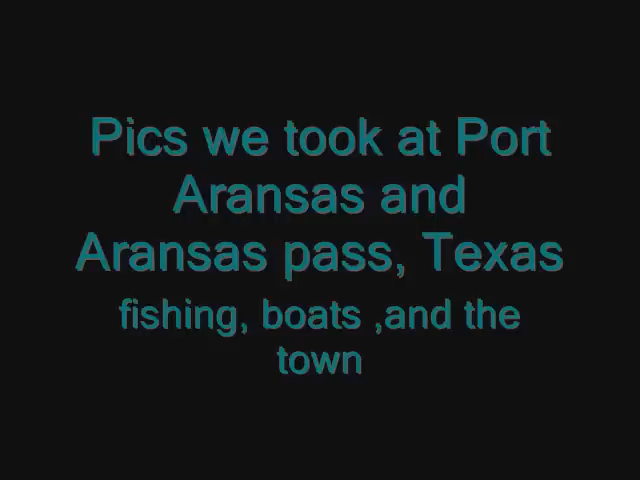 Pics we took at Port
Aransas and
Aransas pass, Texas
fishing, boats ,and the
town